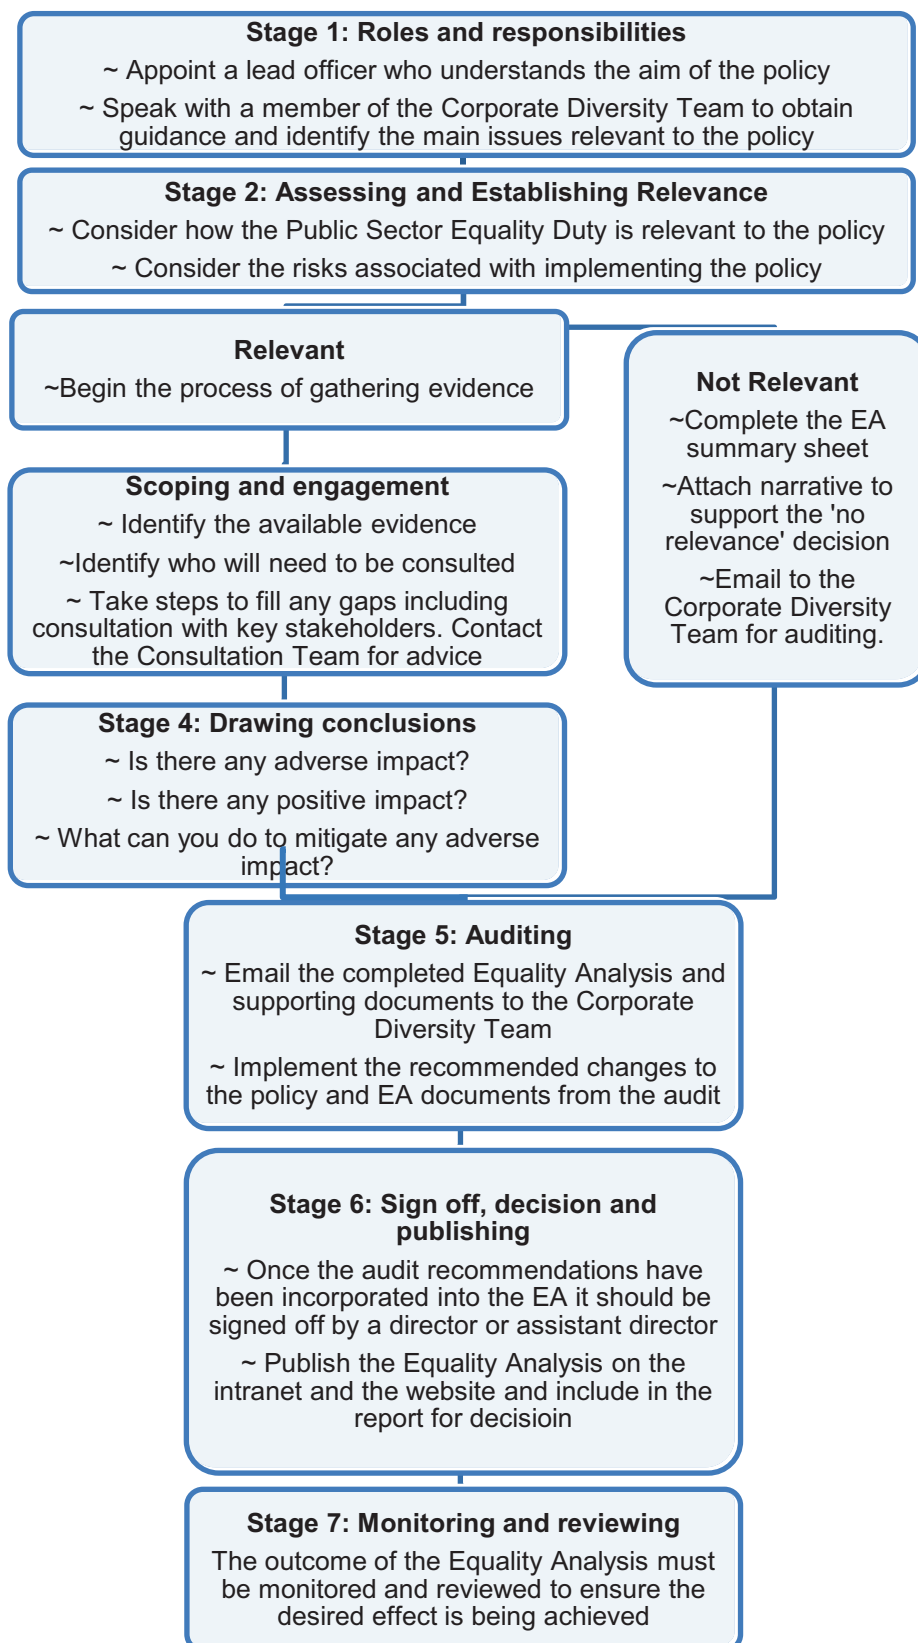 Stage 1: Roles and responsibilities
~ Appoint a lead officer who understands the aim of the policy
~ Speak with a member of the Corporate Diversity Team to obtain
guidance and identify the main issues relevant to the policy
Stage 2: Assessing and Establishing Relevance
~ Consider how the Public Sector Equality Duty is relevant to the policy
~ Consider the risks associated with implementing the policy
Relevant
~Begin the process of gathering evidence
Not Relevant
~Complete the EA
summary sheet
~Attach narrative to
support the 'no
relevance' decision
~Email to the
Corporate Diversity
Team for auditing.
Scoping and engagement
~ Identify the available evidence
~Identify who will need to be consulted
~ Take steps to fill any gaps including
consultation with key stakeholders. Contact
the Consultation Team for advice
Stage 4: Drawing conclusions
~ Is there any adverse impact?
~ Is there any positive impact?
~ What can you do to mitigate any adverse
impact?
Stage 5: Auditing
~ Email the completed Equality Analysis and
supporting documents to the Corporate
Diversity Team
~ Implement the recommended changes to
the policy and EA documents from the audit
Stage 6: Sign off, decision and
publishing
~ Once the audit recommendations have
been incorporated into the EA it should be
signed off by a director or assistant director
~ Publish the Equality Analysis on the
intranet and the website and include in the
report for decisioin
Stage 7: Monitoring and reviewing
The outcome of the Equality Analysis must
be monitored and reviewed to ensure the
desired effect is being achieved